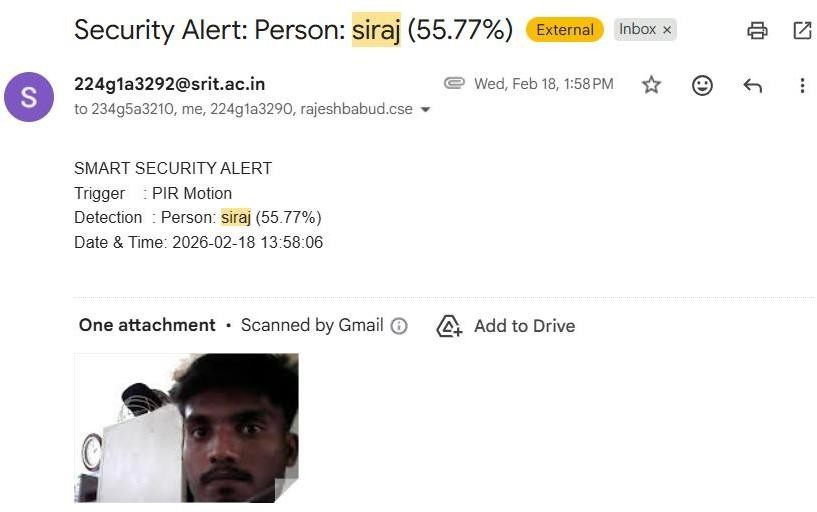 Security Alert: Person: siraj (55.77%) External Inbox ×
S
224g1a3292@srit.ac.in Wed, Feb 18, 1:58 PM
to 234g5a3210, me, 224g1a3290, rajeshbabud.cse
SMART SECURITY ALERT
Trigger : PIR Motion
Detection : Person: siraj (55.77%)
Date & Time: 2026-02-18 13:58:06
One attachment • Scanned by Gmail Add to Drive